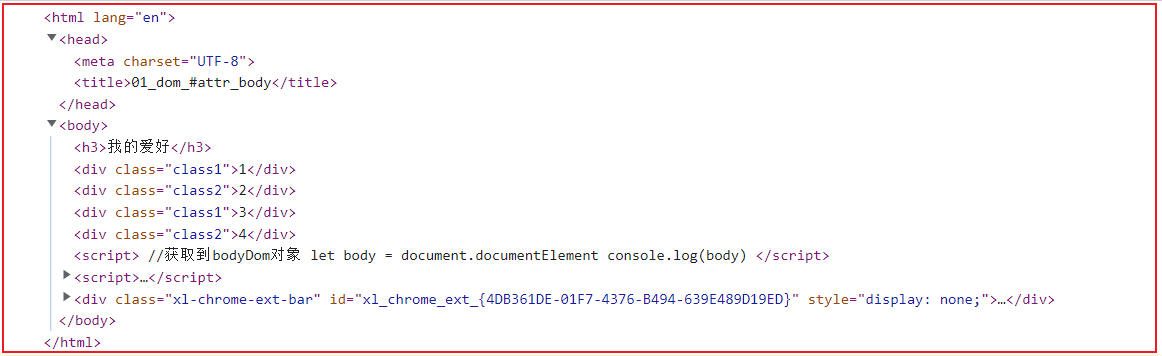 <html lang="en">
<head>
<meta charset="UTF-8">
<title>01_dom_#attr_body</title>
</head>
<body>
<h3>我的爱好</h3>
<div class="class1">1</div>
<div class="class2">2</div>
<div class="class1">3</div>
<div class="class2">4</div>
<script> //获取到bodyDom对象 let body = document.documentElement console.log(body) </script>
<script>…</script>
<div class="xl-chrome-ext-bar" id="xl_chrome_ext_{4DB361DE-01F7-4376-B494-639E489D19ED}" style="display: none;">…</div>
</body>
</html>